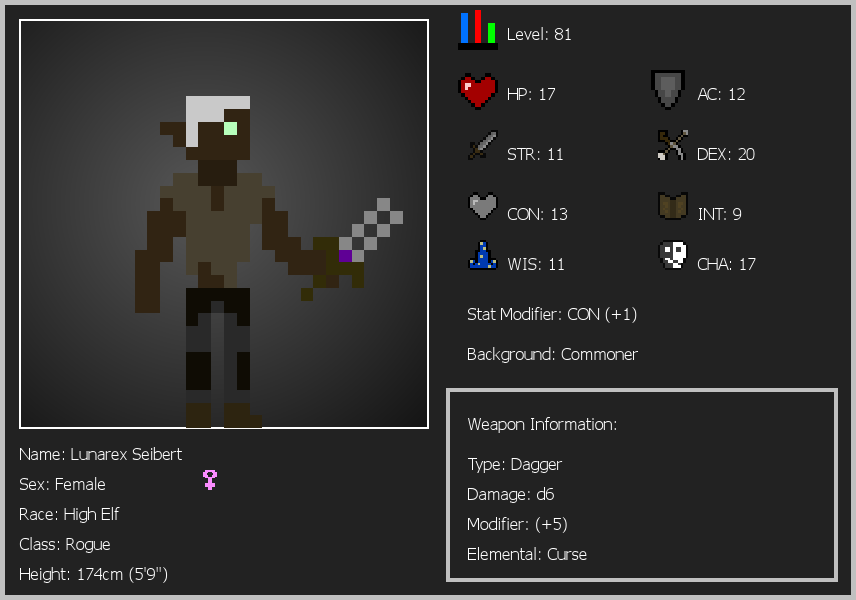 Level: 81
HP: 17
AC: 12
STR: 11
DEX: 20
CON: 13
INT: 9
WIS: 11
CHA: 17
Stat Modifier: CON (+1)
Background: Commoner
Weapon Information:
Type: Dagger
Damage: d6
Modifier: (+5)
Elemental: Curse
Name: Lunarex Seibert
Sex: Female
Race: High Elf
Class: Rogue
Height: 174cm (5'9")